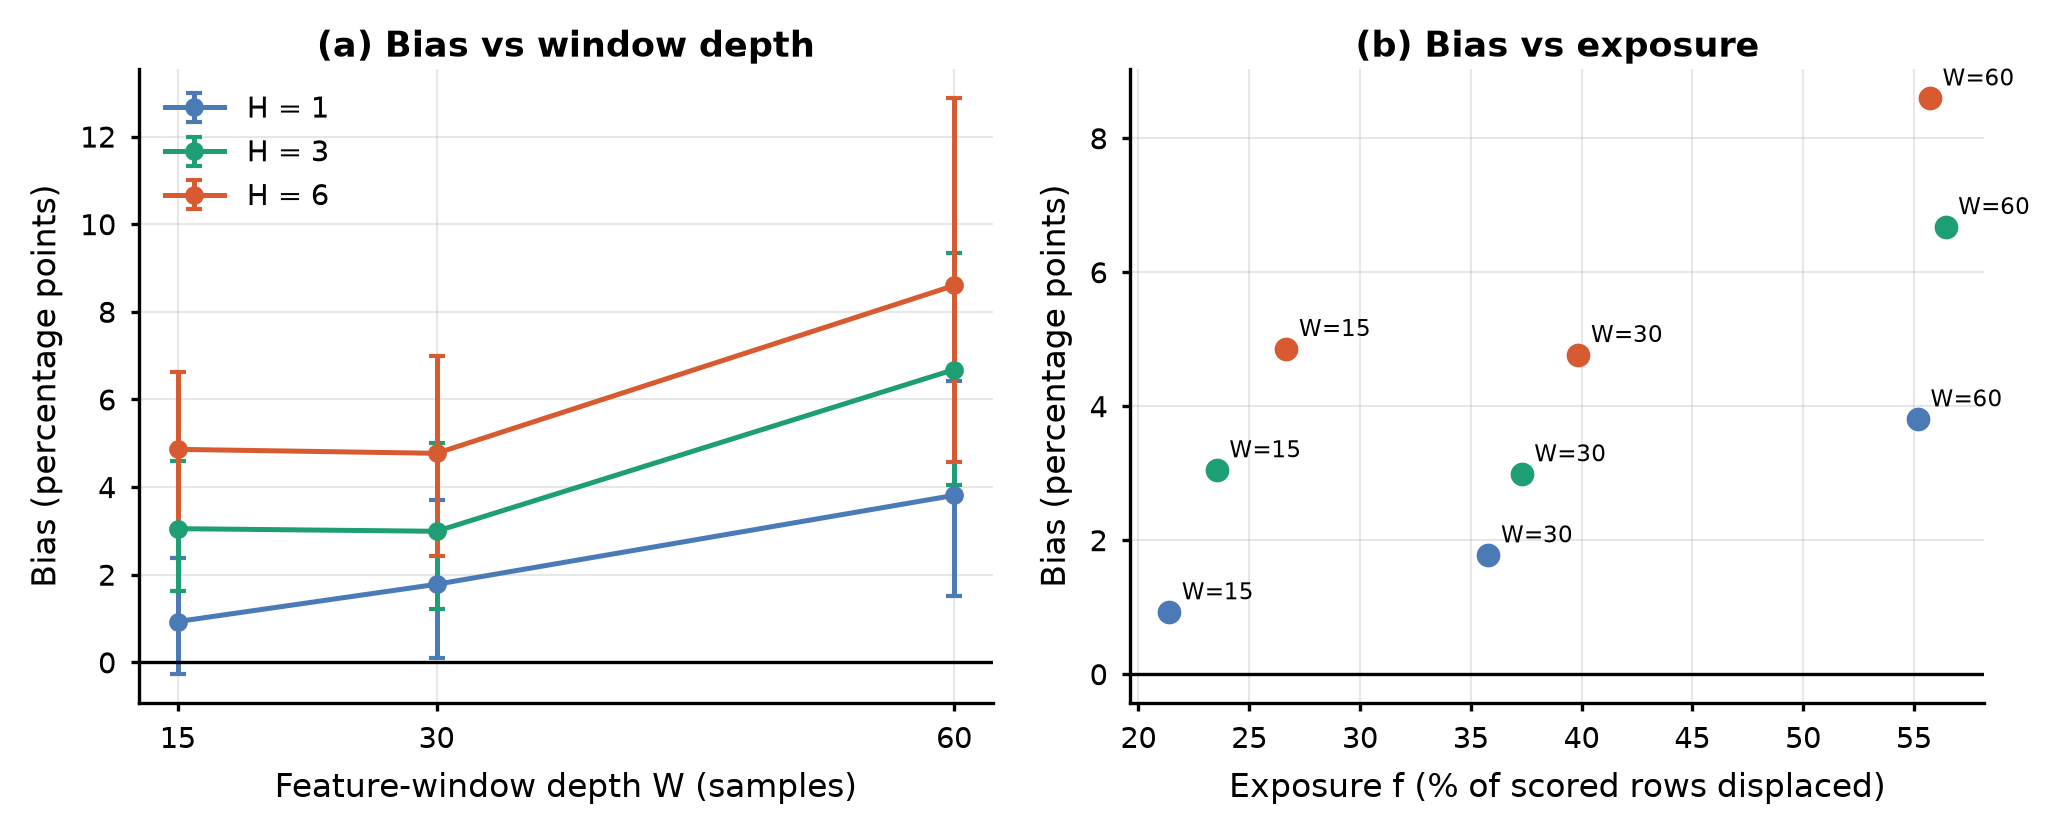 (a) Bias vs window depth
H = 1
H = 3
H = 6
12
10
8
6
4
2
0
Bias (percentage points)
15
30
60
Feature-window depth W (samples)
(b) Bias vs exposure
8
6
4
2
0
Bias (percentage points)
W=60
W=60
W=15
W=30
W=60
W=15
W=30
W=30
W=15
20
25
30
35
40
45
50
55
Exposure f (% of scored rows displaced)